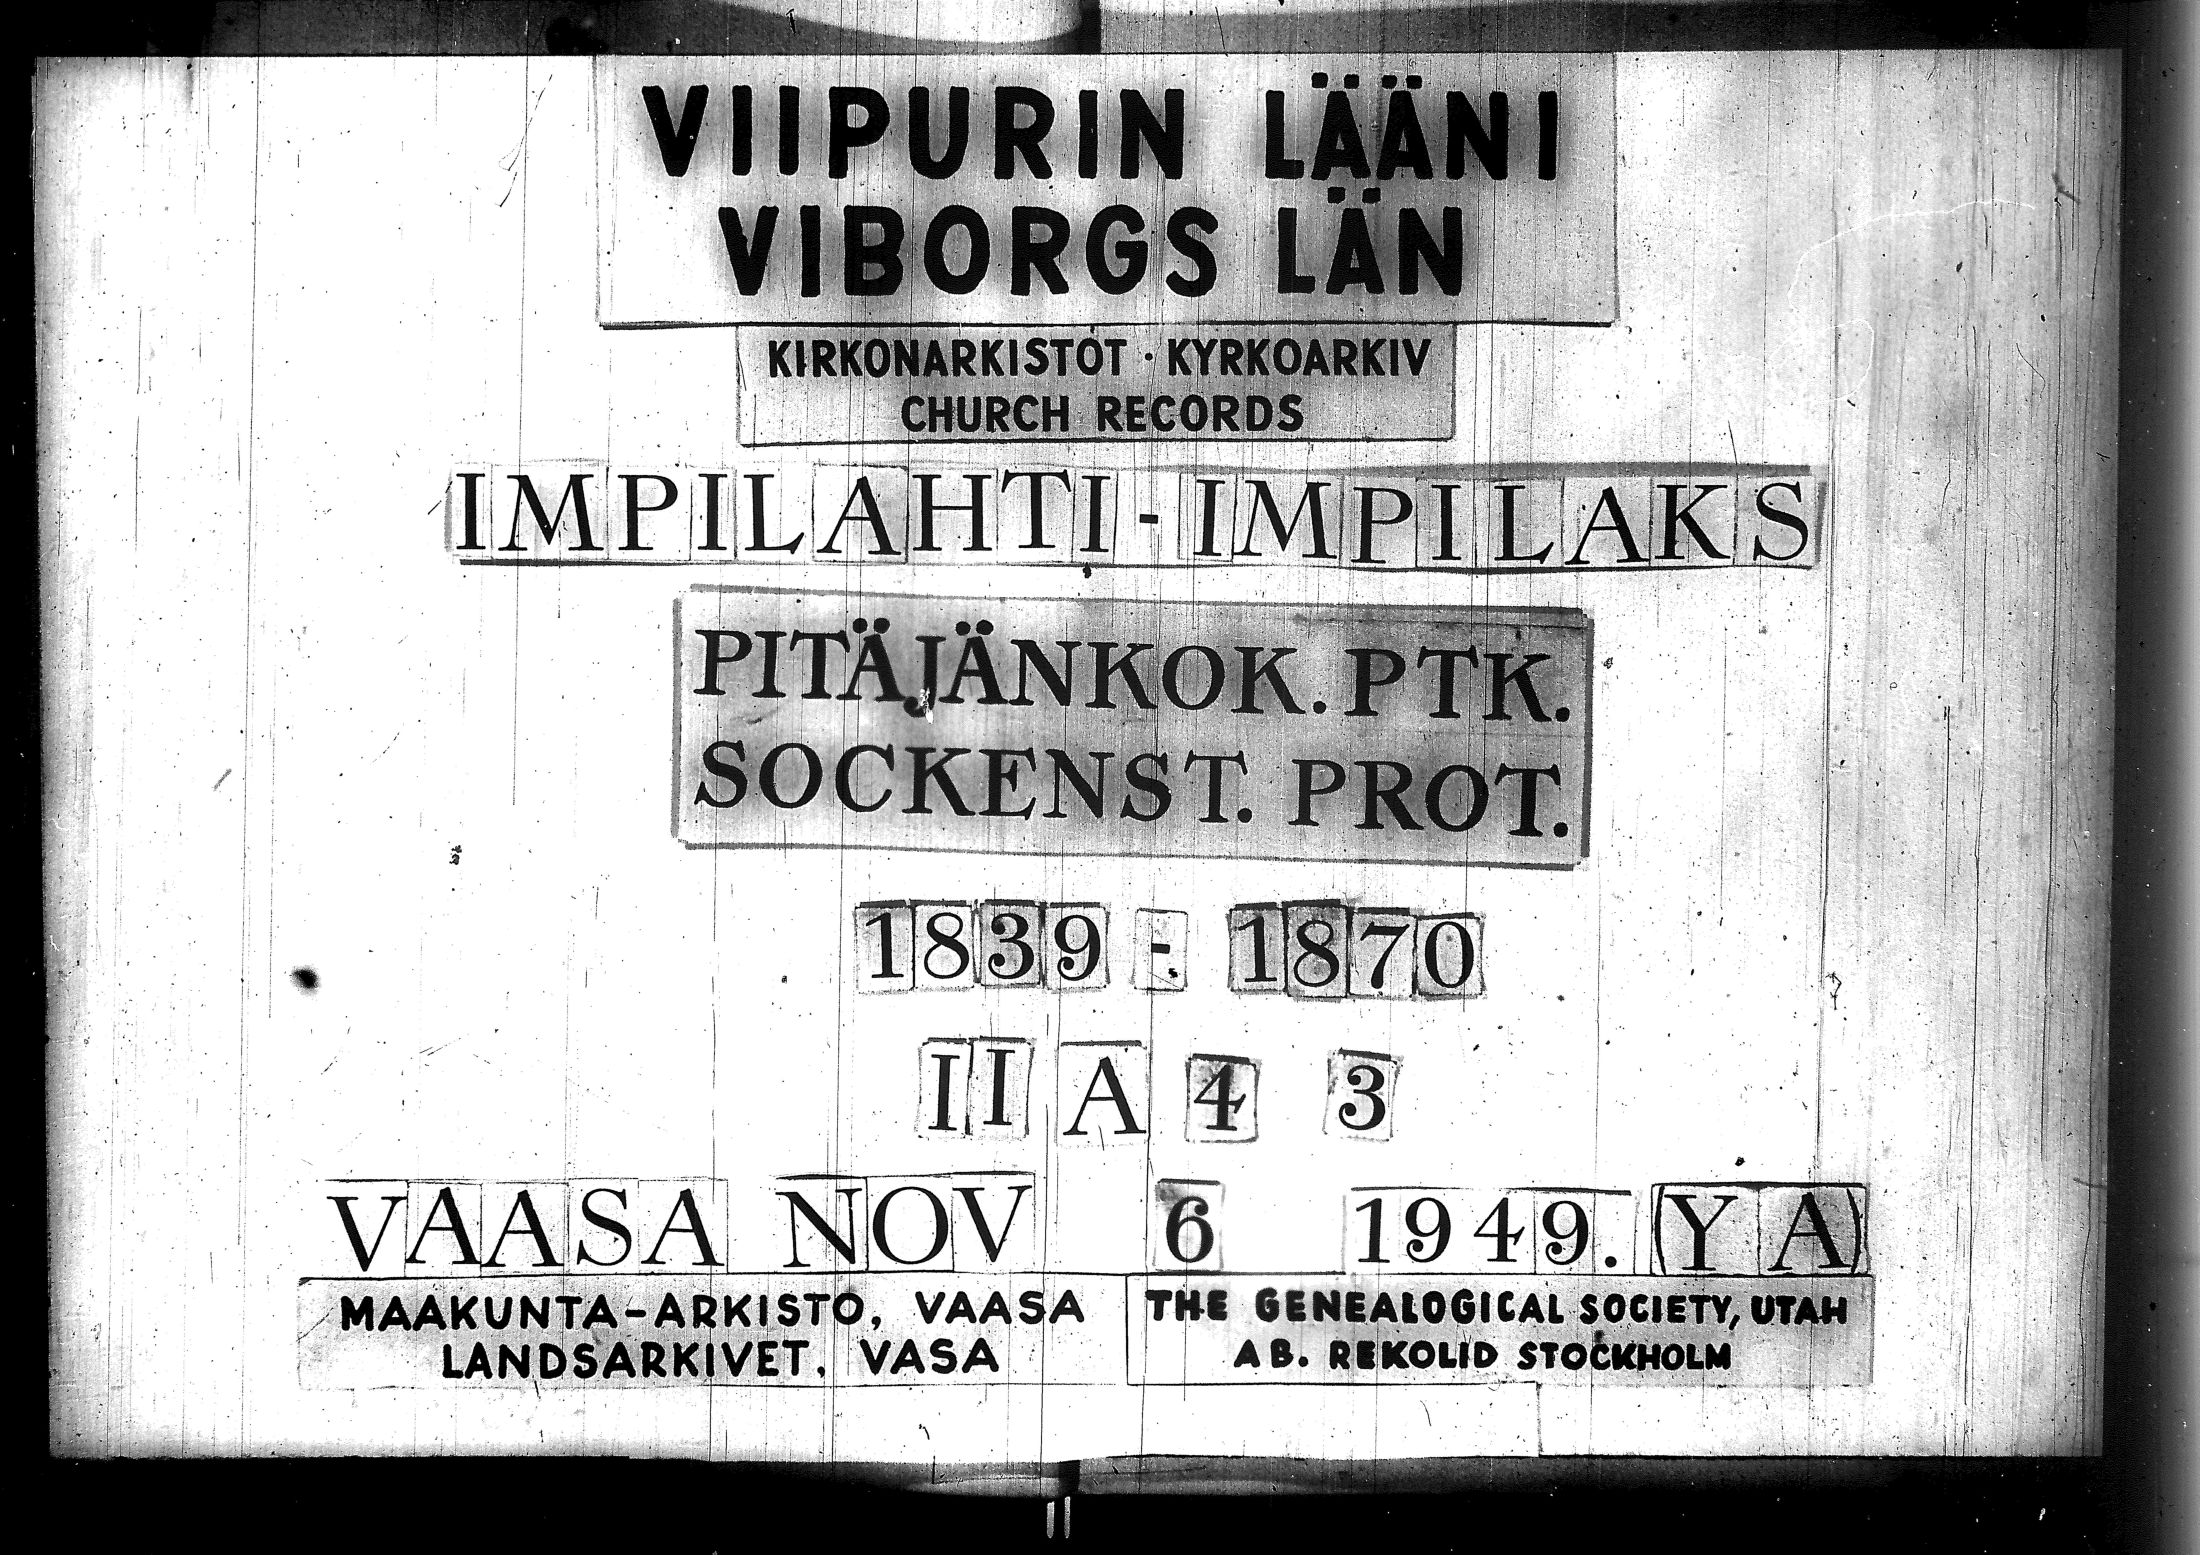 VIIPURIN LÄÄNI
VIBORGS LÄN
KIRKONARKISTOT · KYRKOARKIV
CHURCH RECORDS
IMPILAHTI - IMPILAKS
PITÄJÄNKOK. PTK.
SOCKENST. PROT.
1839 - 1870
II A 4 3
VAASA NOV 6 1949. (YA)
MAAKUNTA-ARKISTO, VAASA
LANDSARKIVET, VASA
THE GENEALOGICAL SOCIETY, UTAH
AB. REKOLID STOCKHOLM